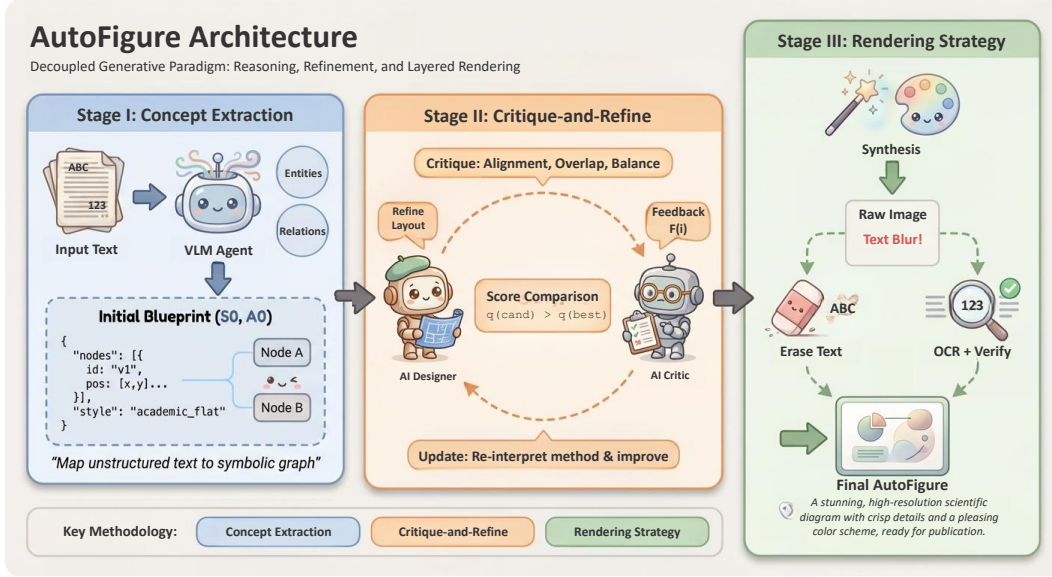 AutoFigure Architecture
Decoupled Generative Paradigm: Reasoning, Refinement, and Layered Rendering
Stage I: Concept Extraction
ABC
123
Input Text
VLM Agent
Entities
Relations
Initial Blueprint (S0, A0)
{
"nodes": [{
id: "v1",
pos: [x,y]...
}],
"style": "academic_flat"
}
Node A
Node B
“Map unstructured text to symbolic graph”
Stage II: Critique-and-Refine
Critique: Alignment, Overlap, Balance
Refine
Layout
Feedback
F(i)
Score Comparison
q(cand) > q(best)
AI Designer
AI Critic
Update: Re-interpret method & improve
Stage III: Rendering Strategy
Synthesis
Raw Image
Text Blur!
ABC
123
Erase Text
OCR + Verify
Final AutoFigure
A stunning, high-resolution scientific
diagram with crisp details and a pleasing
color scheme, ready for publication.
Key Methodology:
Concept Extraction
Critique-and-Refine
Rendering Strategy